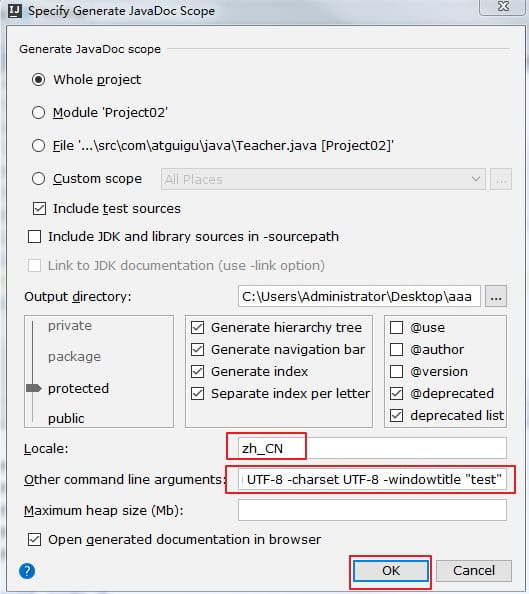 Specify Generate JavaDoc Scope
Generate JavaDoc scope
Whole project
Module 'Project02'
File '...\src\com\atguigu\java\Teacher.java [Project02]'
Custom scope All Places ...
Include test sources
Include JDK and library sources in -sourcepath
Link to JDK documentation (use -link option)
Output directory: C:\Users\Administrator\Desktop\aaa ...
private
package
protected
public
Generate hierarchy tree
Generate navigation bar
Generate index
Separate index per letter
@use
@author
@version
@deprecated
deprecated list
Locale: zh_CN
Other command line arguments: UTF-8 -charset UTF-8 -windowtitle "test"
Maximum heap size (Mb):
Open generated documentation in browser
? OK Cancel